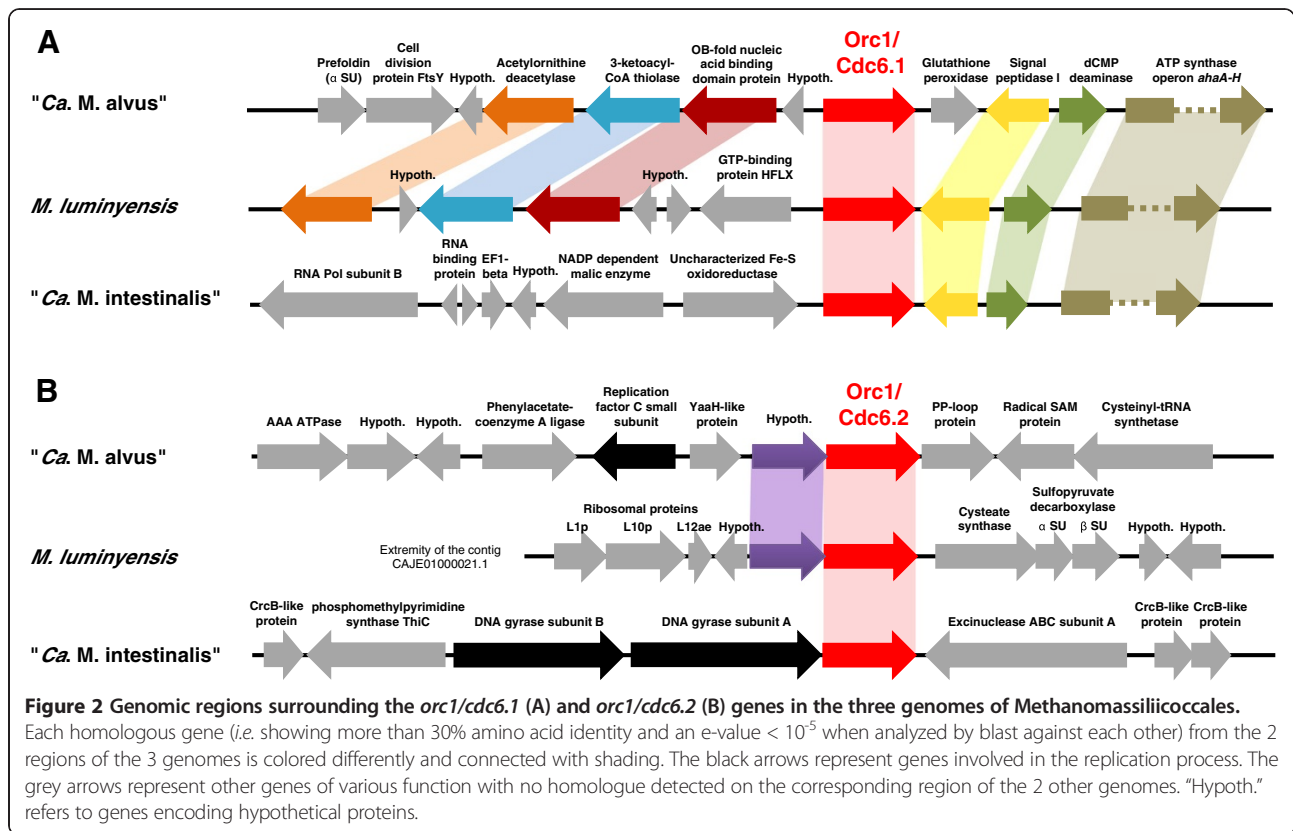 A
Prefoldin
(α SU)
Cell
division
protein FtsY
Hypoth.
Acetylornithine
deacetylase
3-ketoacyl-
CoA thiolase
OB-fold nucleic
acid binding
domain protein
Hypoth.
Orc1/
Cdc6.1
Glutathione
peroxidase
Signal
peptidase I
dCMP
deaminase
ATP synthase
operon ahaA-H
"Ca. M. alvus"
Hypoth.
Hypoth.
GTP-binding
protein HFLX
M. luminyensis
RNA Pol subunit B
RNA
binding
protein
EF1-
beta
Hypoth.
NADP dependent
malic enzyme
Uncharacterized Fe-S
oxidoreductase
"Ca. M. intestinalis"
B
AAA ATPase
Hypoth.
Hypoth.
Phenylacetate-
coenzyme A ligase
Replication
factor C small
subunit
YaaH-like
protein
Hypoth.
Orc1/
Cdc6.2
PP-loop
protein
Radical SAM
protein
Cysteinyl-tRNA
synthetase
"Ca. M. alvus"
Extremity of the contig
CAJE01000021.1
Ribosomal proteins
L1p
L10p
L12ae
Hypoth.
Cysteate
synthase
Sulfopyruvate
decarboxylase
α SU
β SU
Hypoth.
Hypoth.
M. luminyensis
CrcB-like
protein
phosphomethylpyrimidine
synthase ThiC
DNA gyrase subunit B
DNA gyrase subunit A
Excinuclease ABC subunit A
CrcB-like
protein
CrcB-like
protein
"Ca. M. intestinalis"
Figure 2 Genomic regions surrounding the orc1/cdc6.1 (A) and orc1/cdc6.2 (B) genes in the three genomes of Methanomassiliicoccales.
Each homologous gene (i.e. showing more than 30% amino acid identity and an e-value < 10⁻⁵ when analyzed by blast against each other) from the 2
regions of the 3 genomes is colored differently and connected with shading. The black arrows represent genes involved in the replication process. The
grey arrows represent other genes of various function with no homologue detected on the corresponding region of the 2 other genomes. “Hypoth.”
refers to genes encoding hypothetical proteins.